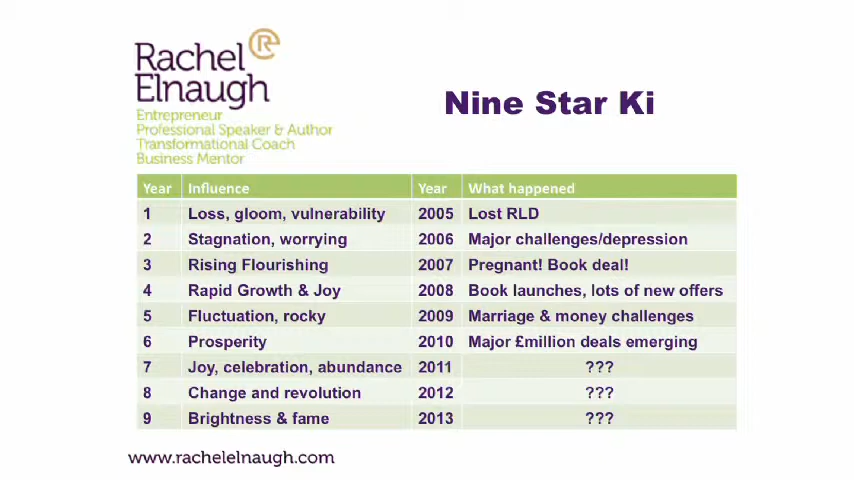 Rachel
Elnaugh
R
Entrepreneur
Professional Speaker & Author
Transformational Coach
Business Mentor
Nine Star Ki
Year Influence Year What happened
1 Loss, gloom, vulnerability 2005 Lost RLD
2 Stagnation, worrying 2006 Major challenges/depression
3 Rising Flourishing 2007 Pregnant! Book deal!
4 Rapid Growth & Joy 2008 Book launches, lots of new offers
5 Fluctuation, rocky 2009 Marriage & money challenges
6 Prosperity 2010 Major £million deals emerging
7 Joy, celebration, abundance 2011 ???
8 Change and revolution 2012 ???
9 Brightness & fame 2013 ???
www.rachelelnaugh.com